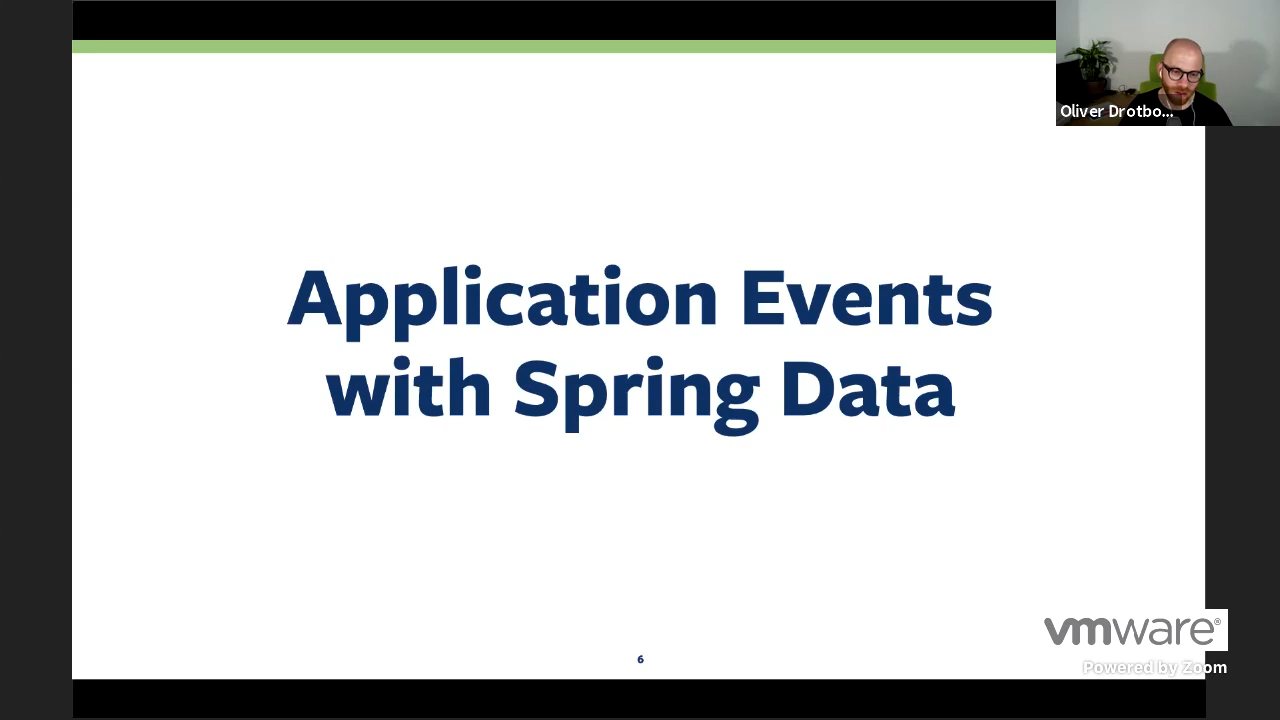 Oliver Drotbo...
Application Events
with Spring Data
6
vmware®
Powered by Zoom